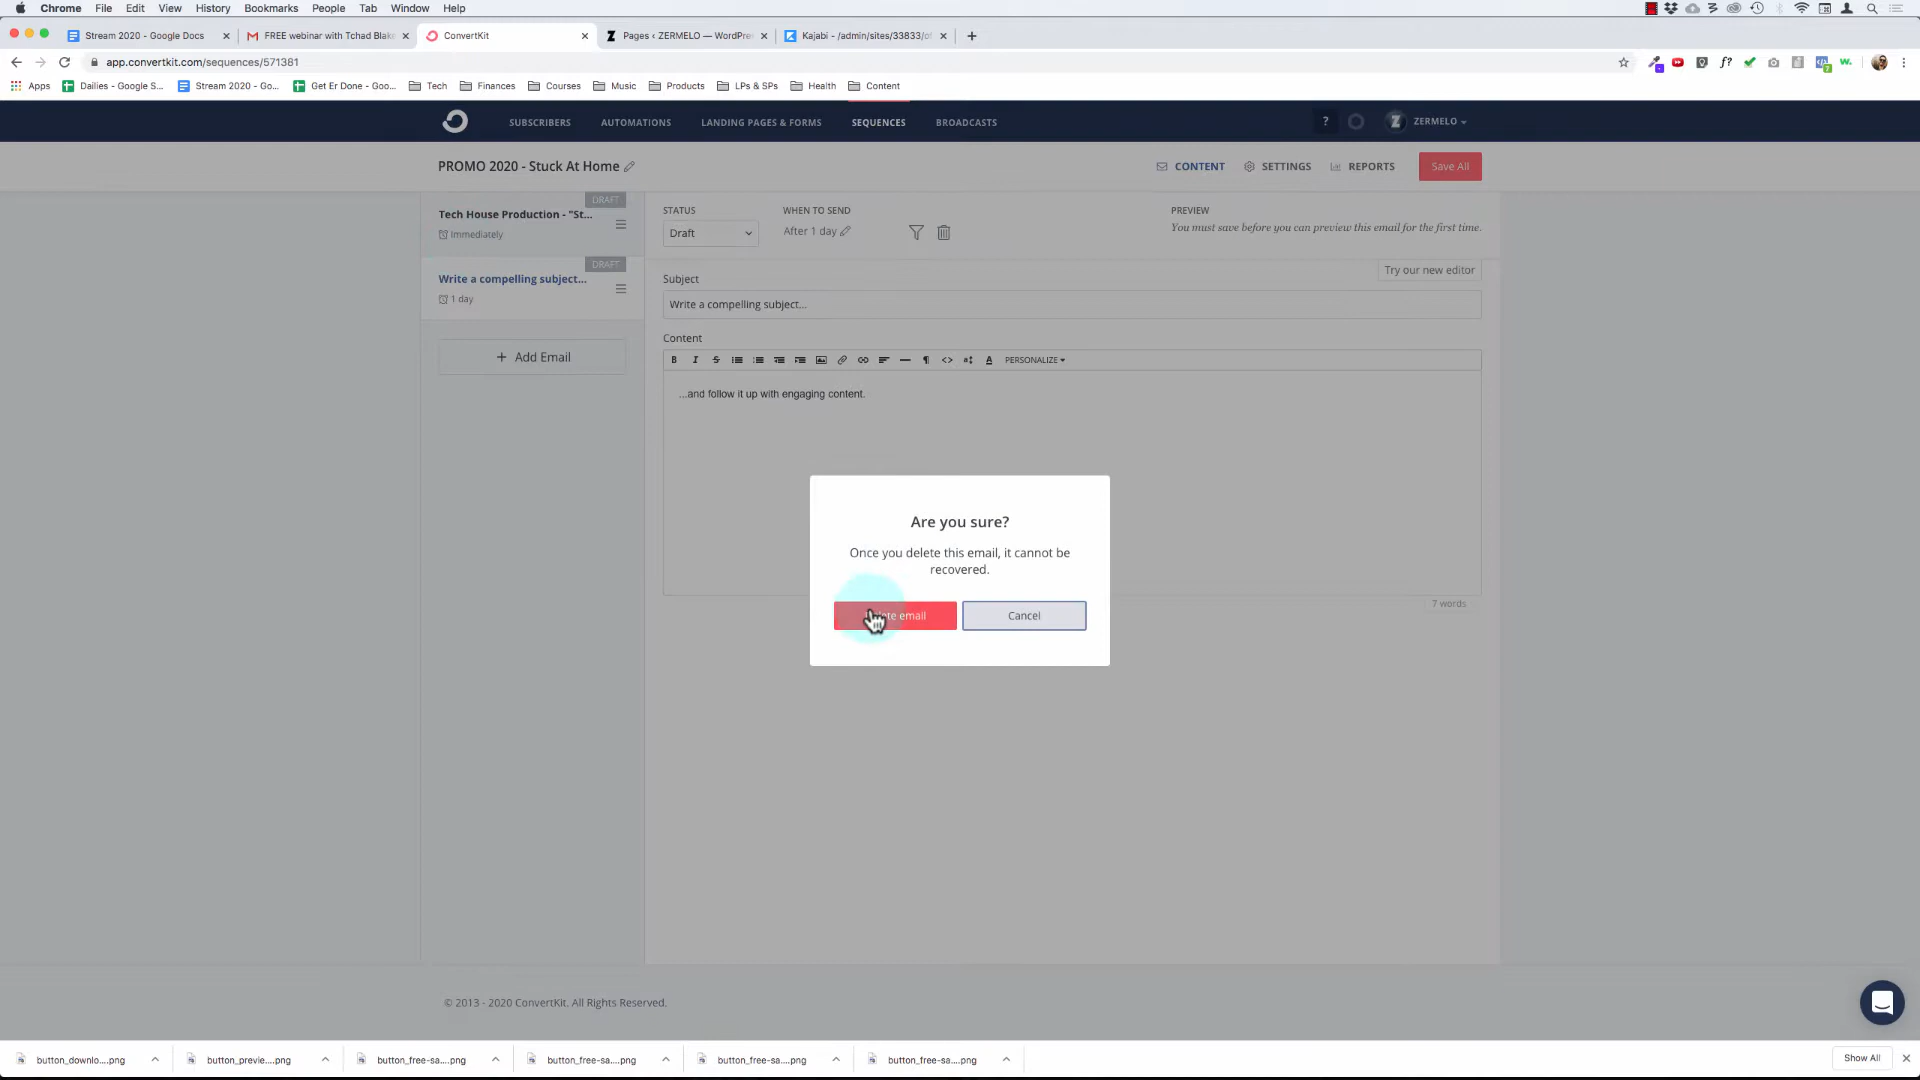 Chrome File Edit View History Bookmarks People Tab Window Help
Stream 2020 - Google Docs
FREE webinar with Tchad Blake
ConvertKit
Pages ‹ ZERMELO — WordPre
Kajabi - /admin/sites/33833/of
app.convertkit.com/sequences/571381
Apps
Dailies - Google S...
Stream 2020 - Go...
Get Er Done - Goo...
Tech
Finances
Courses
Music
Products
LPs & SPs
Health
Content
SUBSCRIBERS AUTOMATIONS LANDING PAGES & FORMS SEQUENCES BROADCASTS
? Z ZERMELO
PROMO 2020 - Stuck At Home
CONTENT SETTINGS REPORTS Save All
DRAFT
Tech House Production - "St...
Immediately
DRAFT
Write a compelling subject...
1 day
+ Add Email
STATUS
Draft
WHEN TO SEND
After 1 day
PREVIEW
You must save before you can preview this email for the first time.
Try our new editor
Subject
Write a compelling subject...
Content
PERSONALIZE
...and follow it up with engaging content.
7 words
Are you sure?
Once you delete this email, it cannot be
recovered.
email
Cancel
© 2013 - 2020 ConvertKit. All Rights Reserved.
button_downlo....png
button_previe....png
button_free-sa....png
button_free-sa....png
button_free-sa....png
button_free-sa....png
Show All